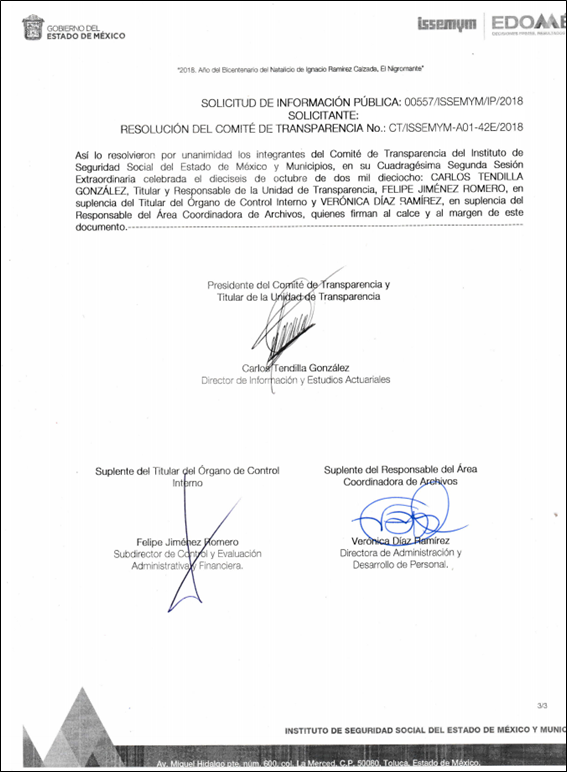 GOBIERNO DEL
ESTADO DE MÉXICO
issemym
EDOMÉ
DECISIONES FIRMES, RESULTADOS
"2018. Año del Bicentenario del Natalicio de Ignacio Ramírez Calzada, El Nigromante"
SOLICITUD DE INFORMACIÓN PÚBLICA: 00557/ISSEMYM/IP/2018
SOLICITANTE:
RESOLUCIÓN DEL COMITÉ DE TRANSPARENCIA No.: CT/ISSEMYM-A01-42E/2018
Así lo resolvieron por unanimidad los integrantes del Comité de Transparencia del Instituto de
Seguridad Social del Estado de México y Municipios, en su Cuadragésima Segunda Sesión
Extraordinaria celebrada el dieciseis de octubre de dos mil dieciocho: CARLOS TENDILLA
GONZÁLEZ, Titular y Responsable de la Unidad de Transparencia, FELIPE JIMÉNEZ ROMERO, en
suplencia del Titular del Órgano de Control Interno y VERÓNICA DÍAZ RAMÍREZ, en suplencia del
Responsable del Área Coordinadora de Archivos, quienes firman al calce y al margen de este
documento.------------------------------------------------------------
Presidente del Comité de Transparencia y
Titular de la Unidad de Transparencia
Carlos Tendilla González
Director de Información y Estudios Actuariales
Suplente del Titular del Órgano de Control
Interno
Felipe Jiménez Romero
Subdirector de Control y Evaluación
Administrativa y Financiera.
Suplente del Responsable del Área
Coordinadora de Archivos
Verónica Díaz Ramírez
Directora de Administración y
Desarrollo de Personal.
3/3
INSTITUTO DE SEGURIDAD SOCIAL DEL ESTADO DE MÉXICO Y MUNIC
Av. Miguel Hidalgo pte. núm. 600, col. La Merced, C.P. 50080, Toluca, Estado de México.